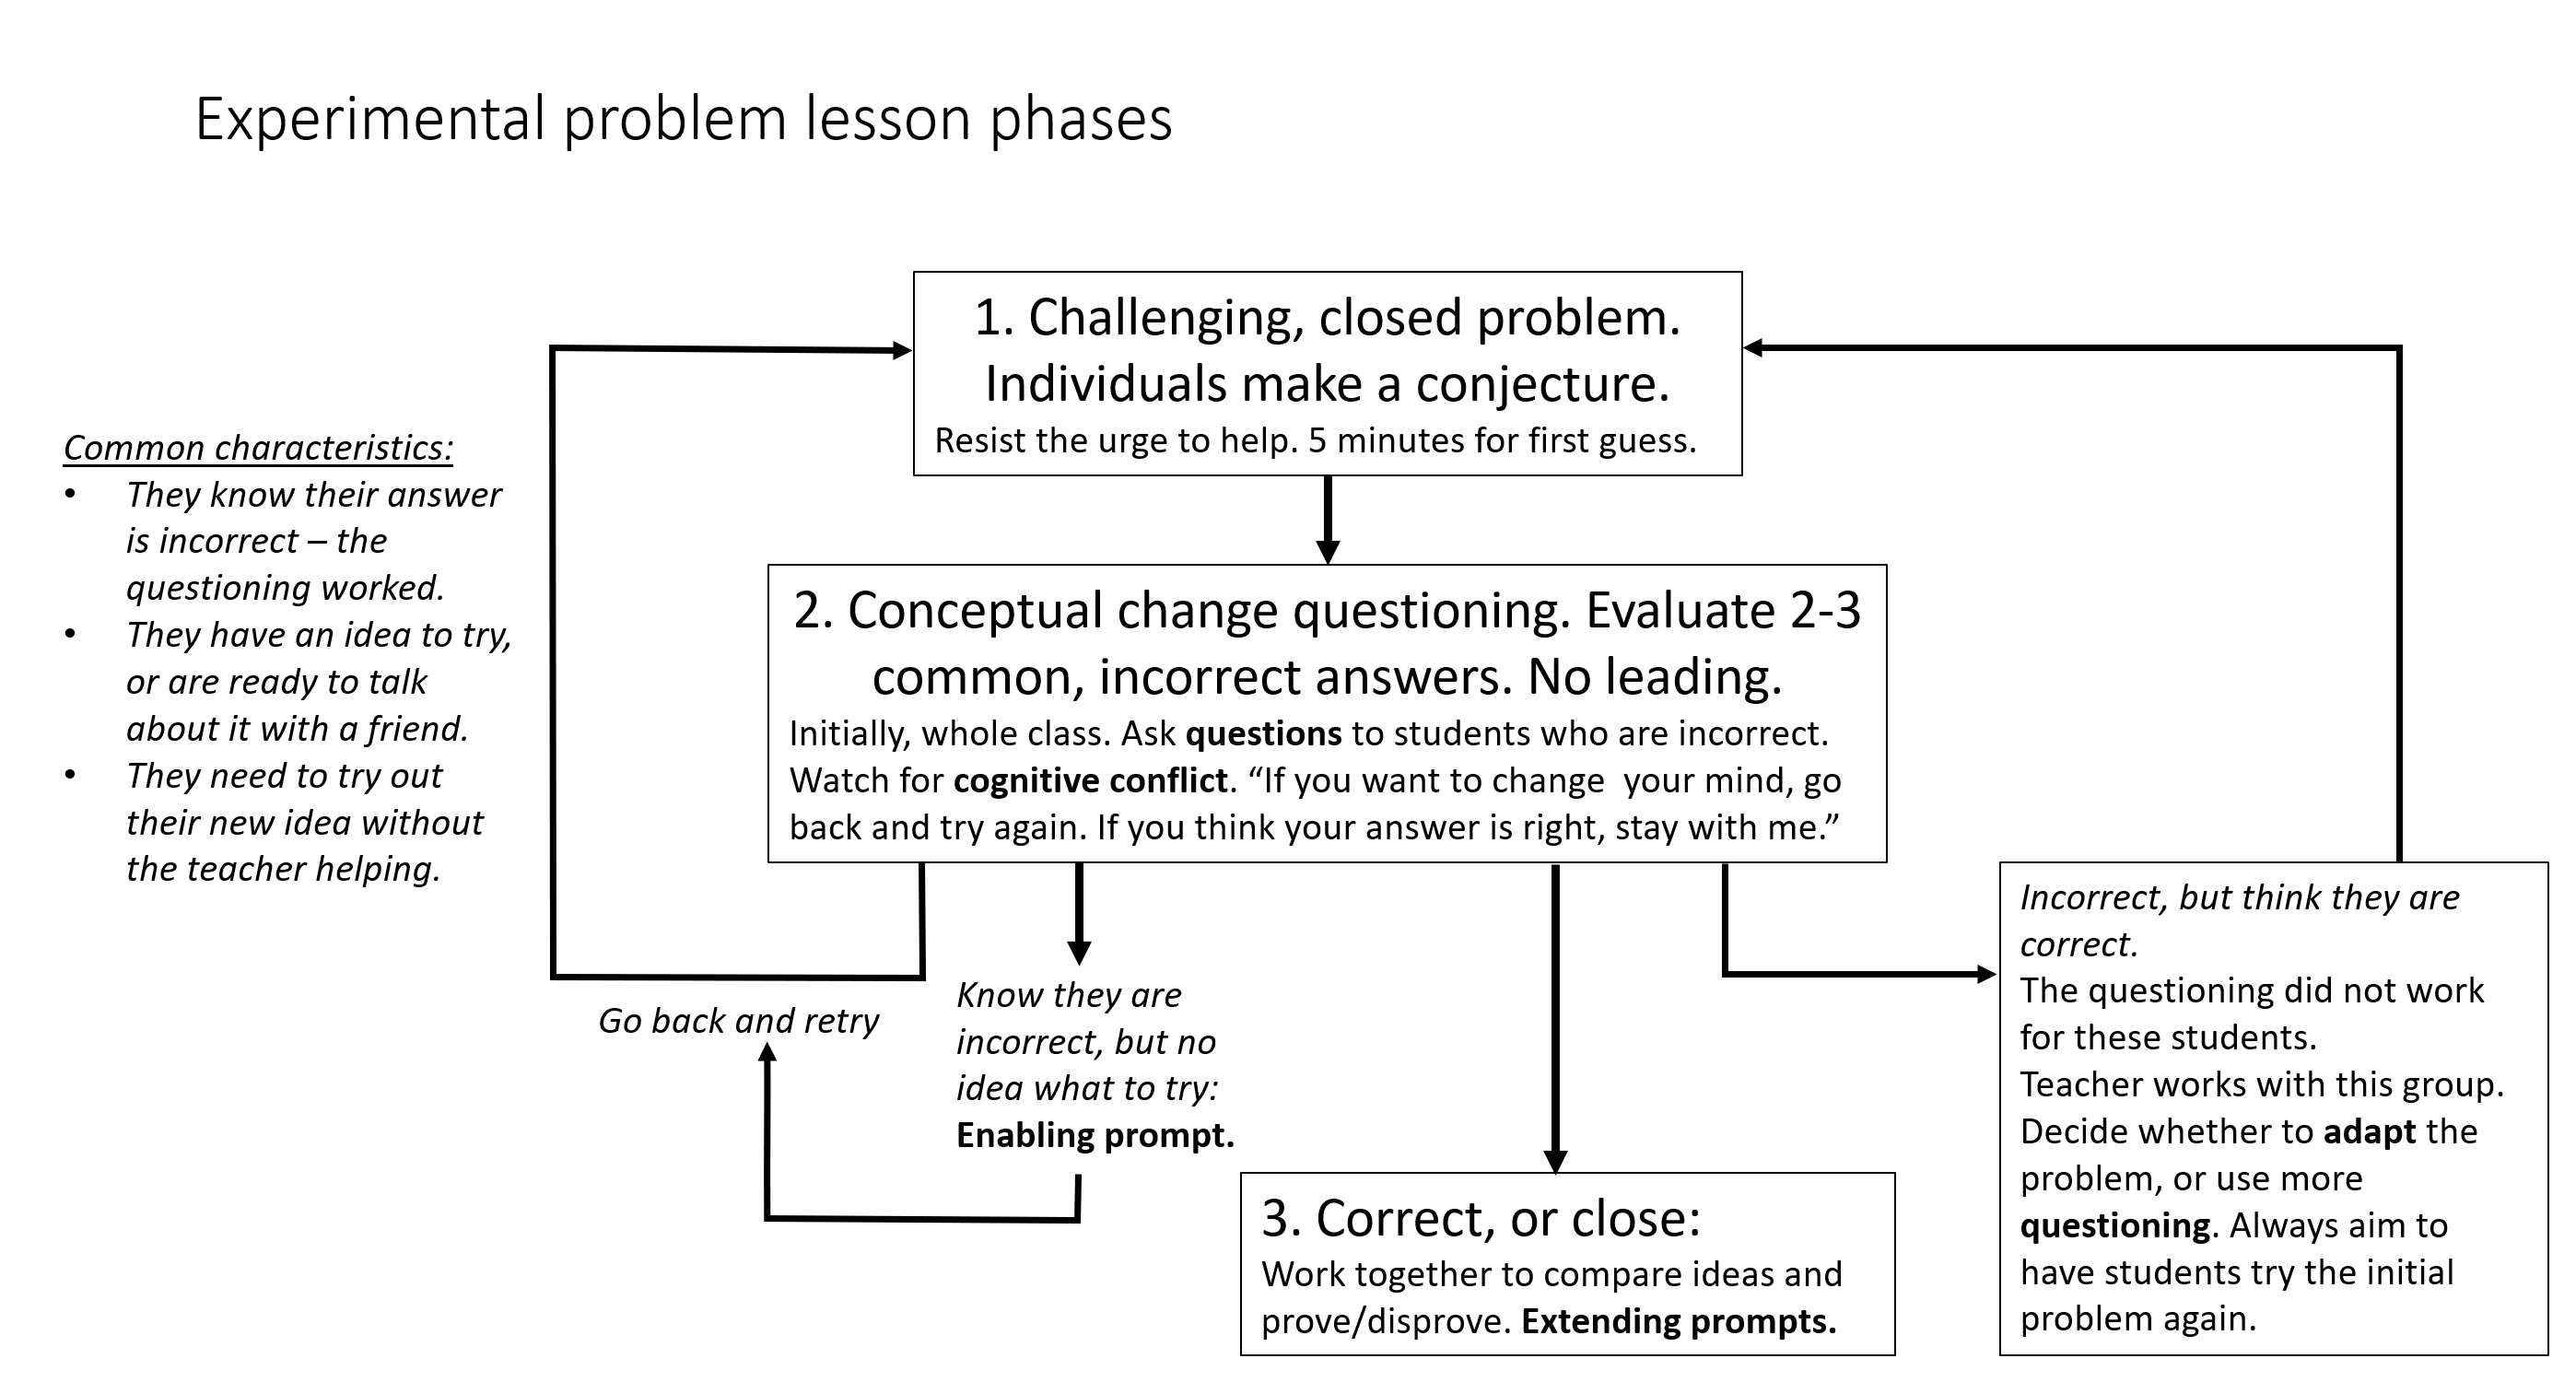 Experimental problem lesson phases
1. Challenging, closed problem.
Individuals make a conjecture.
Resist the urge to help. 5 minutes for first guess.
Common characteristics:
• They know their answer
is incorrect – the
questioning worked.
• They have an idea to try,
or are ready to talk
about it with a friend.
• They need to try out
their new idea without
the teacher helping.
2. Conceptual change questioning. Evaluate 2-3
common, incorrect answers. No leading.
Initially, whole class. Ask questions to students who are incorrect.
Watch for cognitive conflict. “If you want to change  your mind, go
back and try again. If you think your answer is right, stay with me.”
Go back and retry
Know they are
incorrect, but no
idea what to try:
Enabling prompt.
3. Correct, or close:
Work together to compare ideas and
prove/disprove. Extending prompts.
Incorrect, but think they are
correct.
The questioning did not work
for these students.
Teacher works with this group.
Decide whether to adapt the
problem, or use more
questioning. Always aim to
have students try the initial
problem again.